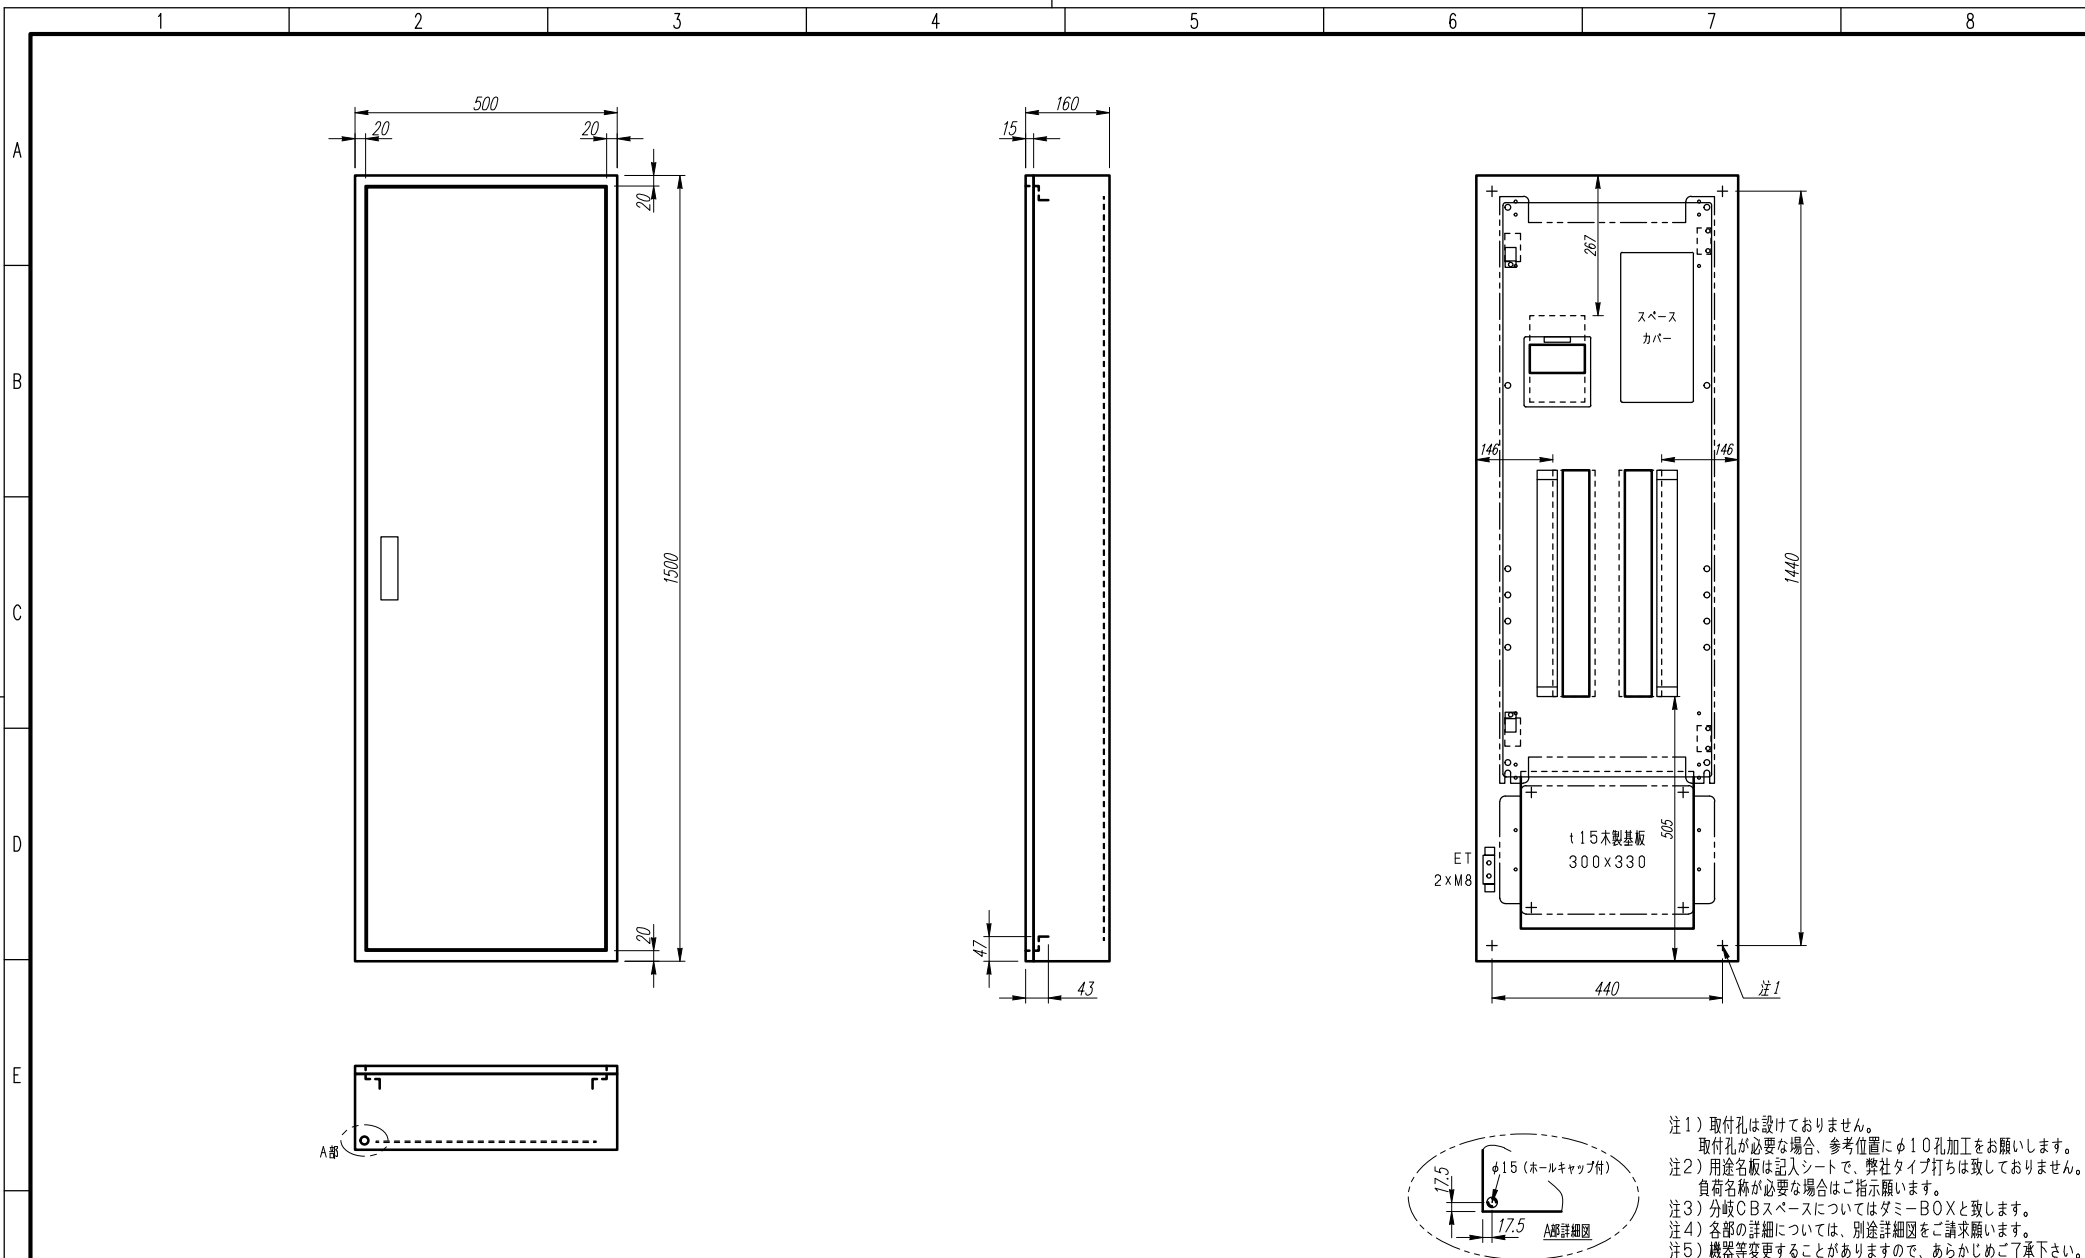 1 2 3 4 5 6 7 8
A
B
C
D
E
500
20
20
20
1500
20
160
15
47
43
267
スペース
カバー
146
146
1440
505
t15木製基板
300×330
ET
2×M8
440
注1
A部
17.5
φ15（ホールキャップ付）
17.5
A部詳細図
注1）取付孔は設けておりません。
取付孔が必要な場合、参考位置にφ10孔加工をお願いします。
注2）用途名板は記入シートで、弊社タイプ打ちは致しておりません。
負荷名称が必要な場合はご指示願います。
注3）分岐CBスペースについてはダミーBOXと致します。
注4）各部の詳細については、別途詳細図をご請求願います。
注5）機器等変更することがありますので、あらかじめご了承下さい。